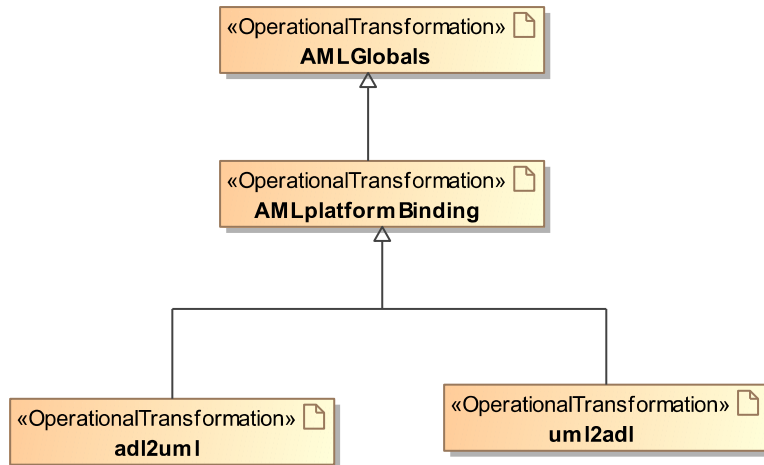 «OperationalTransformation»
AMLGlobals
«OperationalTransformation»
AMLplatformBinding
«OperationalTransformation»
adl2uml
«OperationalTransformation»
uml2adl